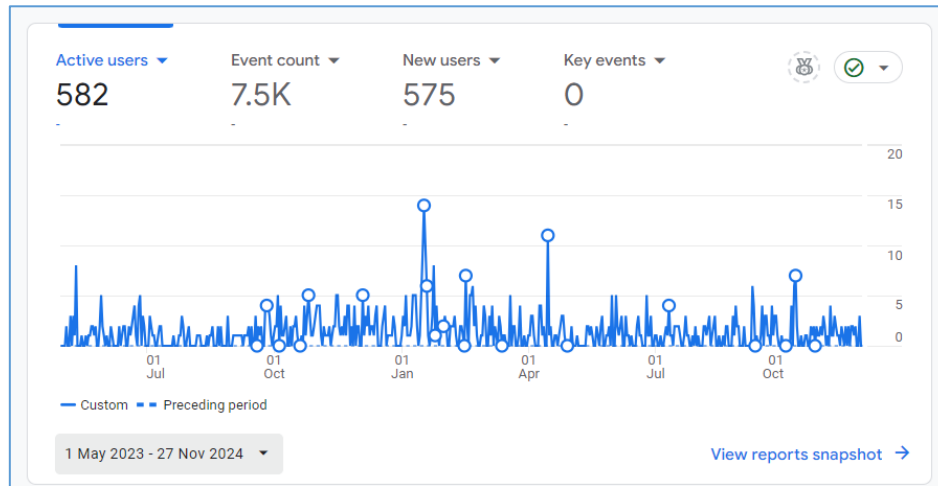 Active users Event count New users Key events
582 7.5K 575 0
- - - -
20
15
10
5
0
01 01 01 01 01 01
Jul Oct Jan Apr Jul Oct
Custom Preceding period
1 May 2023 - 27 Nov 2024
View reports snapshot